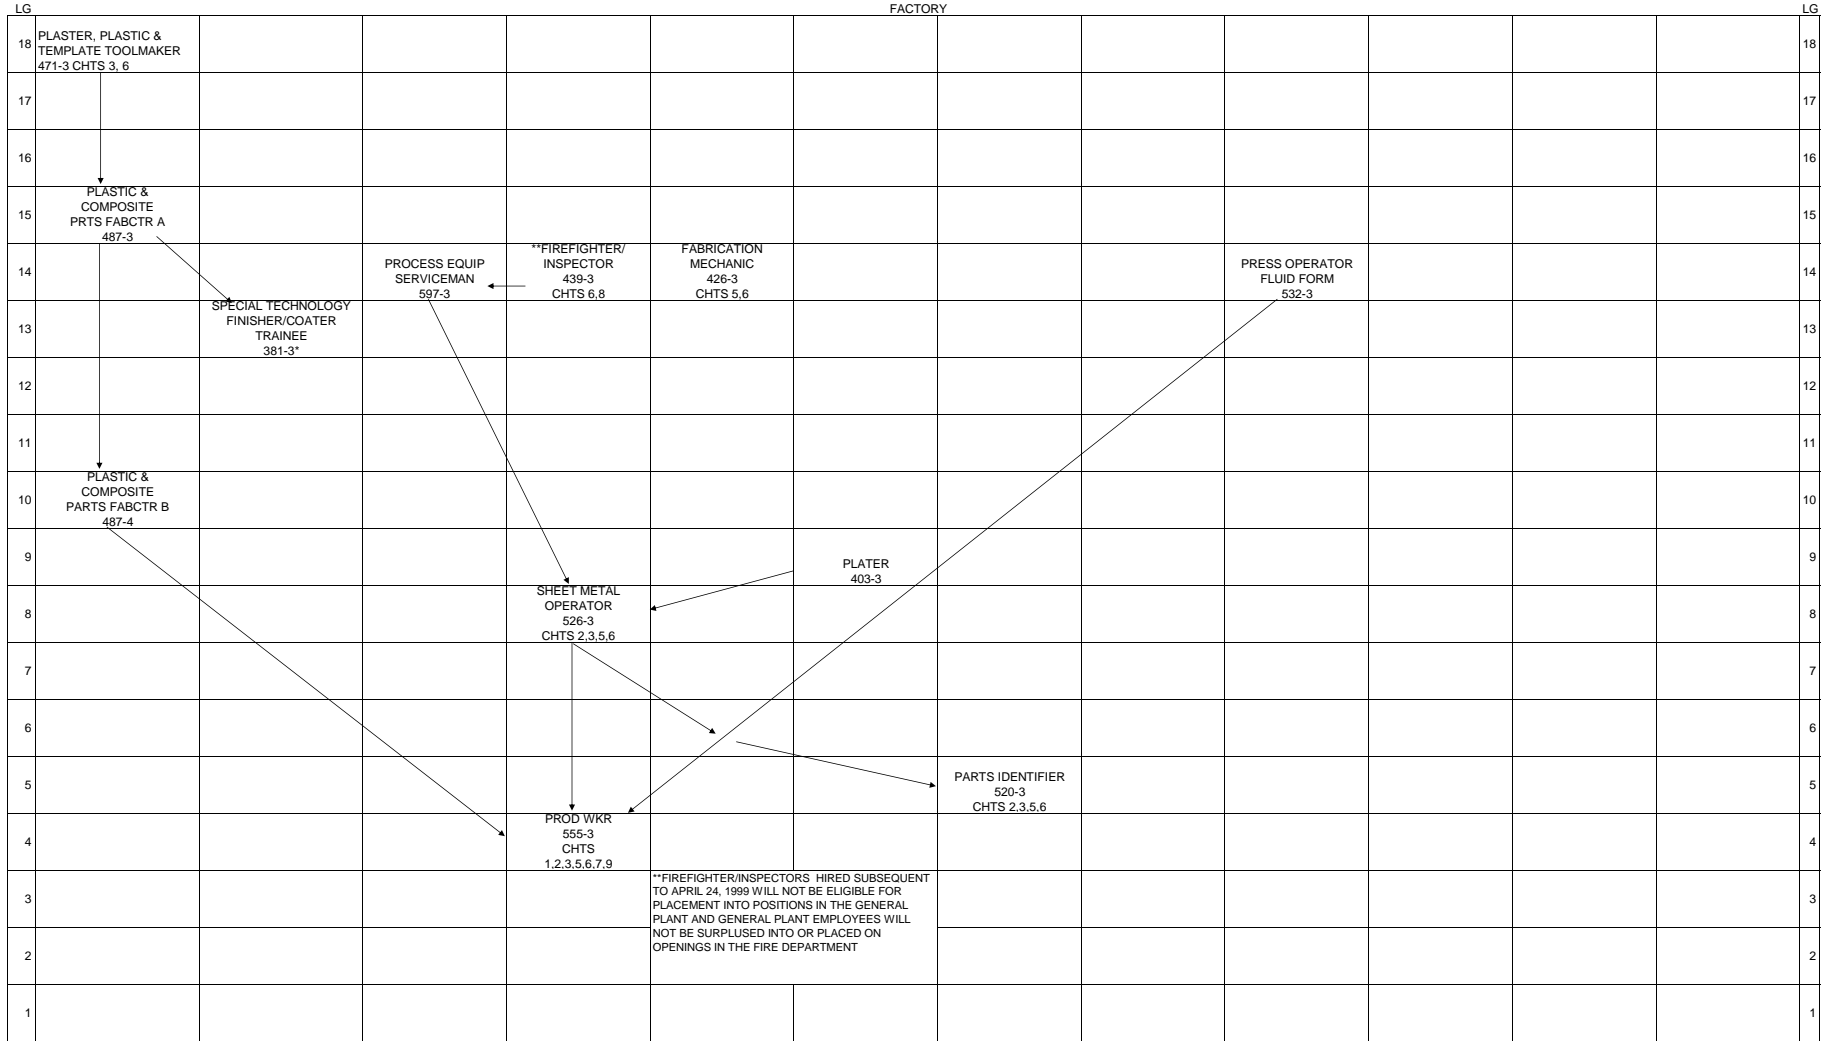 LG FACTORY LG
18 PLASTER, PLASTIC &
TEMPLATE TOOLMAKER
471-3 CHTS 3, 6
18
17 17
16 16
15 PLASTIC &
COMPOSITE
PRTS FABCTR A
487-3
15
14 PROCESS EQUIP
SERVICEMAN
597-3
**FIREFIGHTER/
INSPECTOR
439-3
CHTS 6,8
FABRICATION
MECHANIC
426-3
CHTS 5,6
PRESS OPERATOR
FLUID FORM
532-3
14
13 SPECIAL TECHNOLOGY
FINISHER/COATER
TRAINEE
381-3*
13
12 12
11 11
10 PLASTIC &
COMPOSITE
PARTS FABCTR B
487-4
10
9 PLATER
403-3
9
8 SHEET METAL
OPERATOR
526-3
CHTS 2,3,5,6
8
7 7
6 6
5 PARTS IDENTIFIER
520-3
CHTS 2,3,5,6
5
4 PROD WKR
555-3
CHTS
1,2,3,5,6,7,9
4
3 **FIREFIGHTER/INSPECTORS HIRED SUBSEQUENT
TO APRIL 24, 1999 WILL NOT BE ELIGIBLE FOR
PLACEMENT INTO POSITIONS IN THE GENERAL
PLANT AND GENERAL PLANT EMPLOYEES WILL
NOT BE SURPLUSED INTO OR PLACED ON
OPENINGS IN THE FIRE DEPARTMENT
3
2 2
1 1